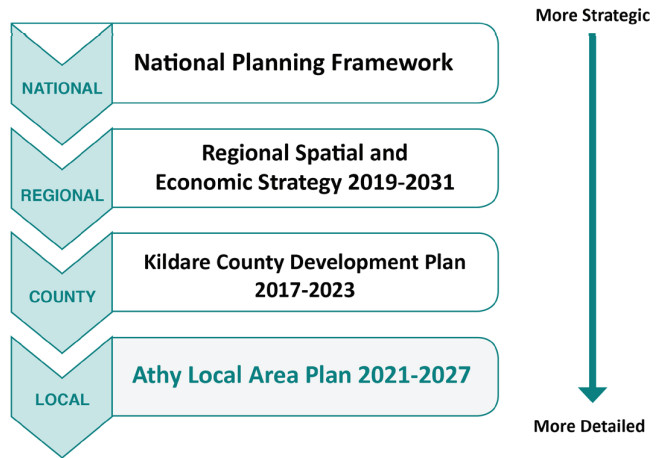 More Strategic
NATIONAL
National Planning Framework
REGIONAL
Regional Spatial and
Economic Strategy 2019-2031
COUNTY
Kildare County Development Plan
2017-2023
LOCAL
Athy Local Area Plan 2021-2027
More Detailed